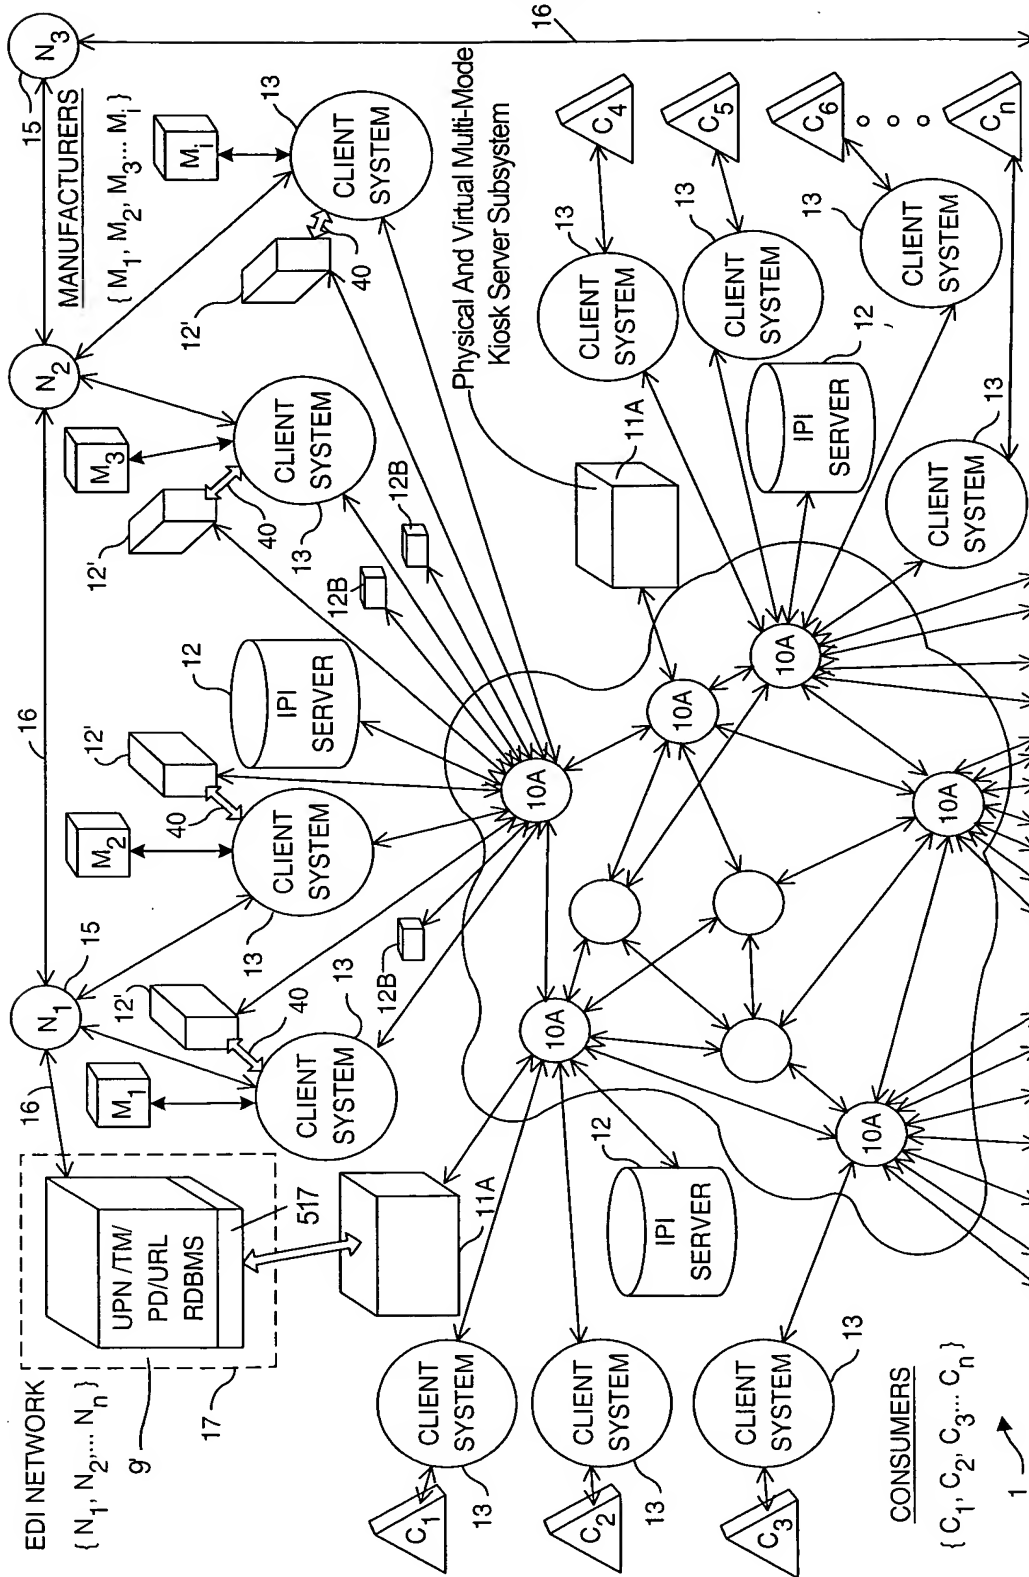 EDI NETWORK
{ N1, N2,... Nn }
9'
17
UPN /TM/
PD/URL
RDBMS
517
16
N1
15
16
N2
15
N3
16
MANUFACTURERS
{ M1, M2, M3... Mi }
M1
12'
40
13
CLIENT
SYSTEM
12B
M2
12'
40
13
CLIENT
SYSTEM
12
IPI
SERVER
M3
12'
40
13
CLIENT
SYSTEM
12B
12B
Mi
12'
40
13
CLIENT
SYSTEM
Physical And Virtual Multi-Mode
Kiosk Server Subsystem
11A
11A
10A
10A
10A
10A
10A
10A
12
IPI
SERVER
12
IPI
SERVER
C1
13
CLIENT
SYSTEM
C2
13
CLIENT
SYSTEM
C3
13
CLIENT
SYSTEM
C4
13
CLIENT
SYSTEM
C5
13
CLIENT
SYSTEM
C6
13
CLIENT
SYSTEM
Cn
13
CLIENT
SYSTEM
CONSUMERS
{ C1, C2, C3... Cn }
1